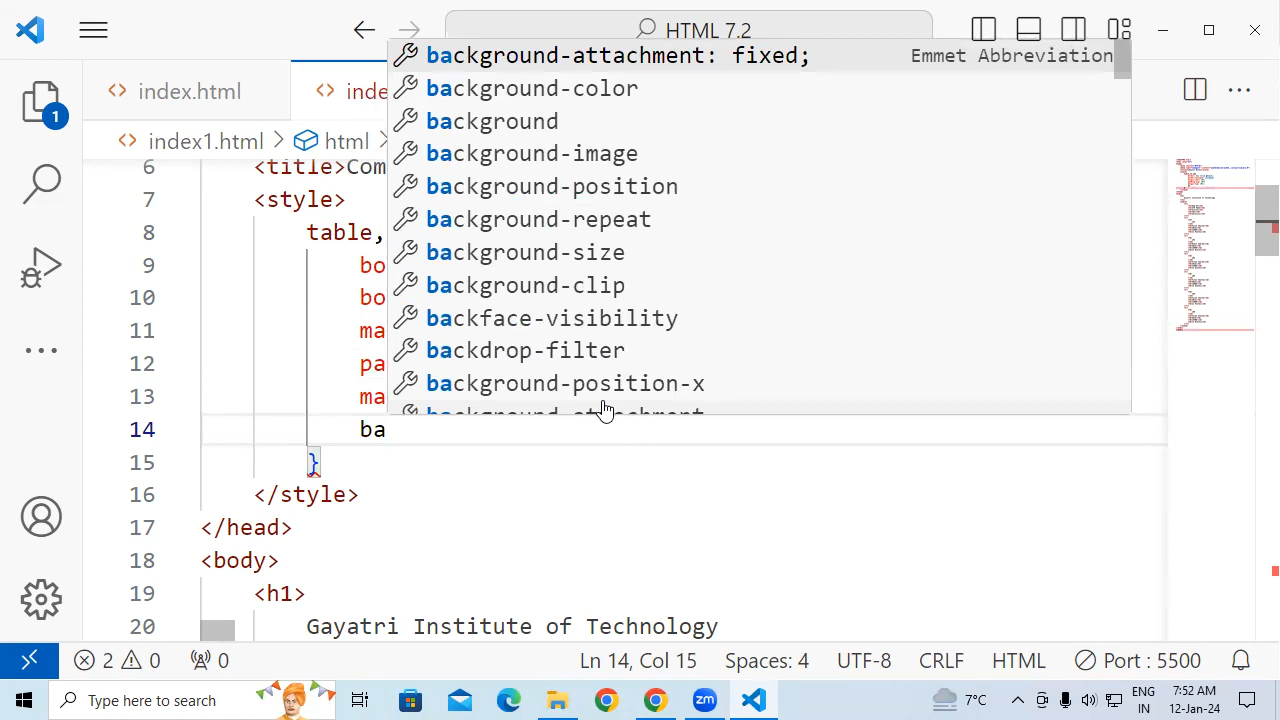 HTML 7.2
index.html
inde
index1.html
html
background-attachment: fixed;
Emmet Abbreviation
background-color
background
background-image
background-position
background-repeat
background-size
background-clip
backface-visibility
backdrop-filter
background-position-x
background-attachment
1
6 <title>Com
7 <style>
8 table,
9 bo
10 bo
11 ma
12 pa
13 ma
14 ba
15 }
16 </style>
17 </head>
18 <body>
19 <h1>
20 Gayatri Institute of Technology
2 0 0 Ln 14, Col 15 Spaces: 4 UTF-8 CRLF HTML Port : 5500
Type here to search
zm
7°C
ENG
IN
7:52 AM
12-Jan-24